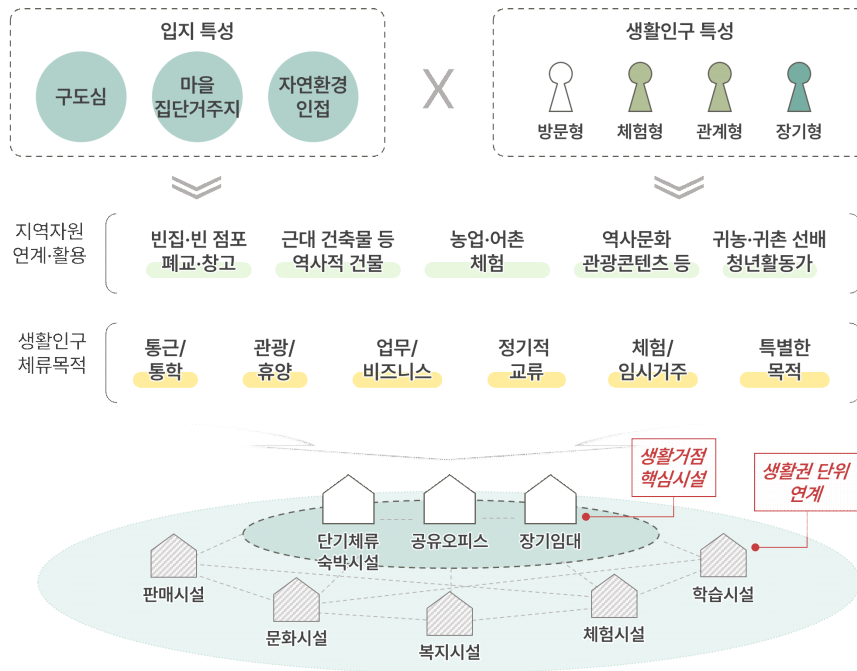 입지 특성
구도심
마을
집단거주지
자연환경
인접
X
생활인구 특성
방문형
체험형
관계형
장기형
지역자원
연계·활용
빈집·빈 점포
폐교·창고
근대 건축물 등
역사적 건물
농업·어촌
체험
역사문화
관광콘텐츠 등
귀농·귀촌 선배
청년활동가
생활인구
체류목적
통근/
통학
관광/
휴양
업무/
비즈니스
정기적
교류
체험/
임시거주
특별한
목적
생활거점
핵심시설
생활권 단위
연계
단기체류
숙박시설
공유오피스
장기임대
판매시설
문화시설
복지시설
체험시설
학습시설